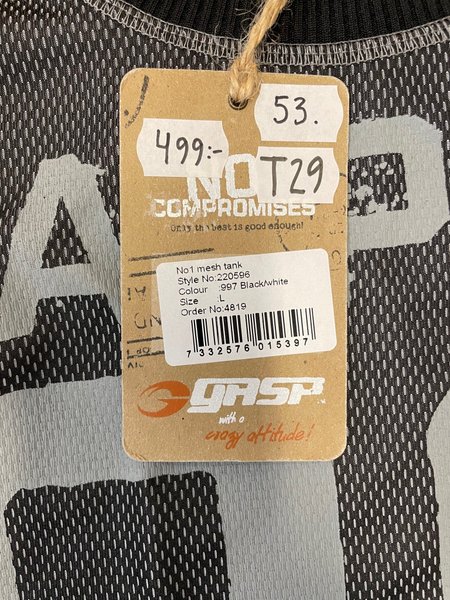 53.
499:-
T29
NO
COMPROMISES
Only the best is good enough!
No1 mesh tank
Style No:220596
Colour :997 Black/white
Size :L
Order No:4819
7 332576 015397
GASP
with a
crazy attitude!